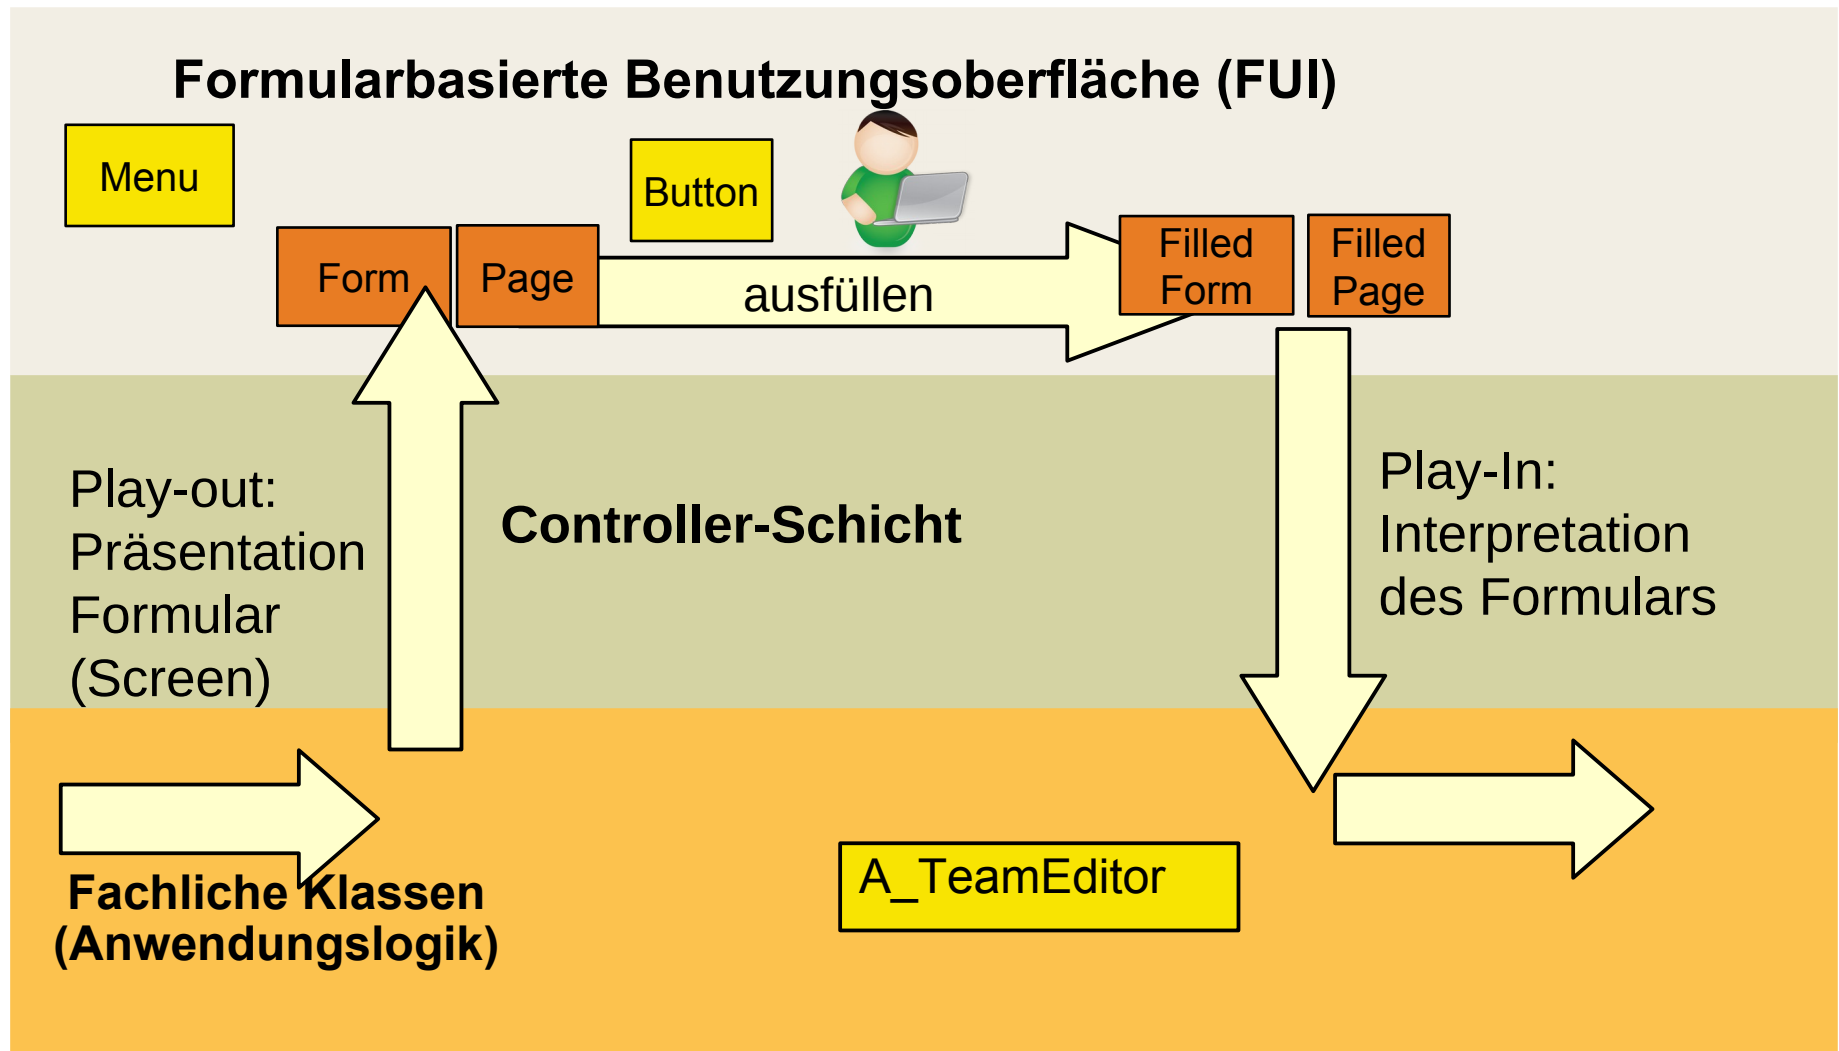 Formularbasierte Benutzungsoberfläche (FUI)
Menu
Button
Form
Page
ausfüllen
Filled
Form
Filled
Page
Play-out:
Präsentation
Formular
(Screen)
Controller-Schicht
Play-In:
Interpretation
des Formulars
Fachliche Klassen
(Anwendungslogik)
A_TeamEditor